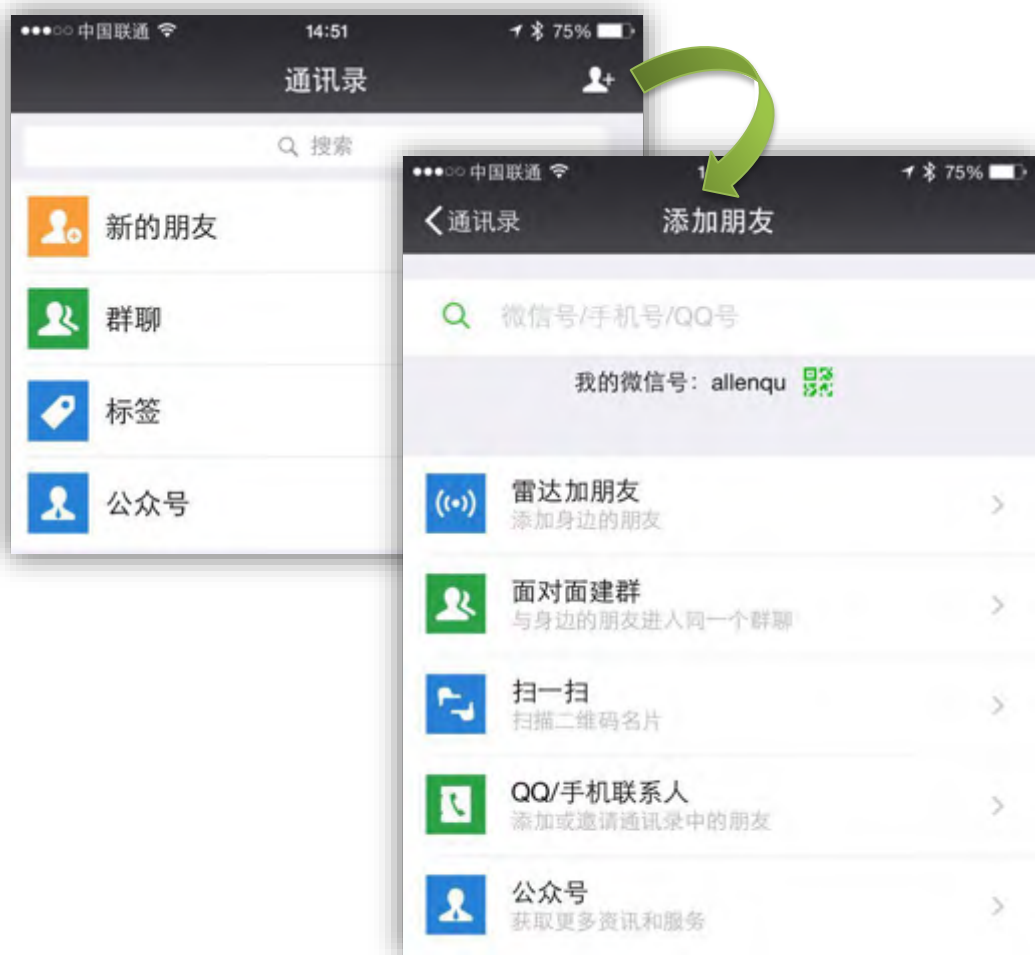 中国联通 14:51 75%
通讯录
搜索
新的朋友
群聊
标签
公众号
中国联通 75%
通讯录 添加朋友
微信号/手机号/QQ号
我的微信号：allenqu
雷达加朋友
添加身边的朋友
面对面建群
与身边的朋友进入同一个群聊
扫一扫
扫描二维码名片
QQ/手机联系人
添加或邀请通讯录中的朋友
公众号
获取更多资讯和服务